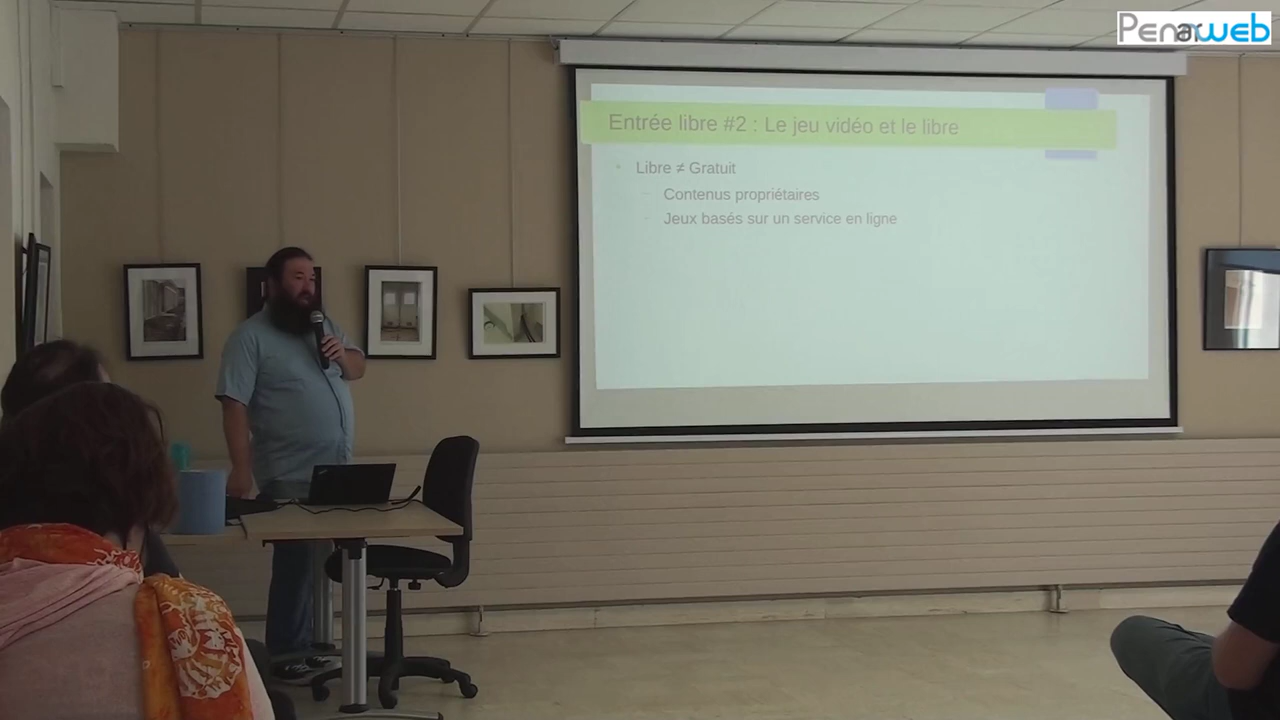 Penarweb
Entrée libre #2 : Le jeu vidéo et le libre
Libre ≠ Gratuit
Contenus propriétaires
Jeux basés sur un service en ligne